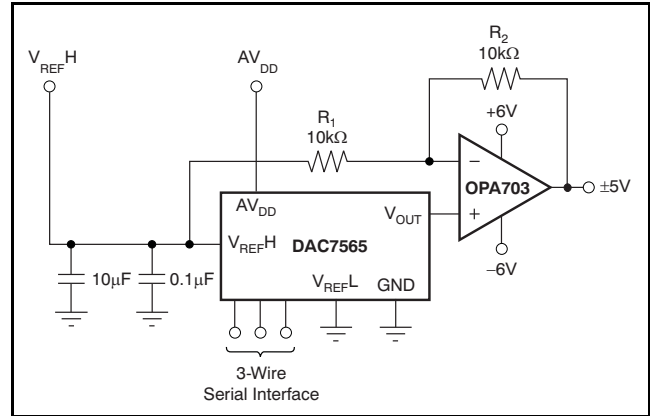 V_REF H
AV_DD
R_2
10kΩ
R_1
10kΩ
+6V
−
OPA703
±5V
+
−6V
AV_DD
V_OUT
V_REF H
DAC7565
10μF
0.1μF
V_REF L
GND
3-Wire
Serial Interface